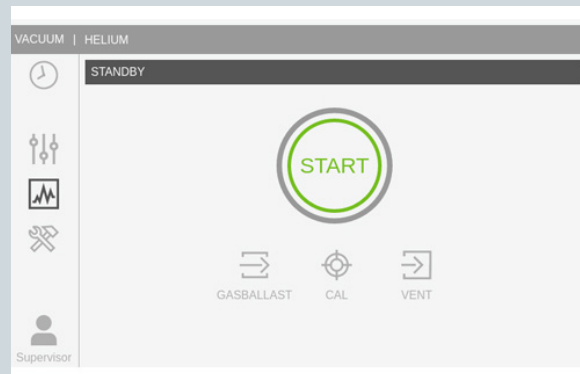 VACUUM | HELIUM
STANDBY
START
GASBALLAST CAL VENT
Supervisor